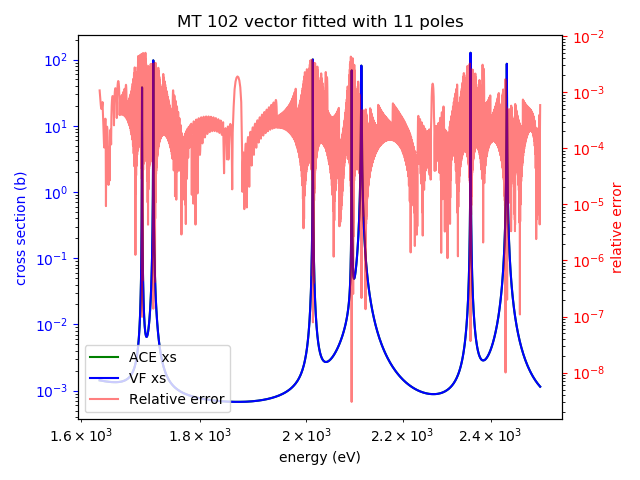 MT 102 vector fitted with 11 poles
10²
10¹
10⁰
10⁻¹
10⁻²
10⁻³
cross section (b)
10⁻²
10⁻³
10⁻⁴
10⁻⁵
10⁻⁶
10⁻⁷
10⁻⁸
relative error
ACE xs
VF xs
Relative error
1.6 × 10³ 1.8 × 10³ 2 × 10³ 2.2 × 10³ 2.4 × 10³
energy (eV)